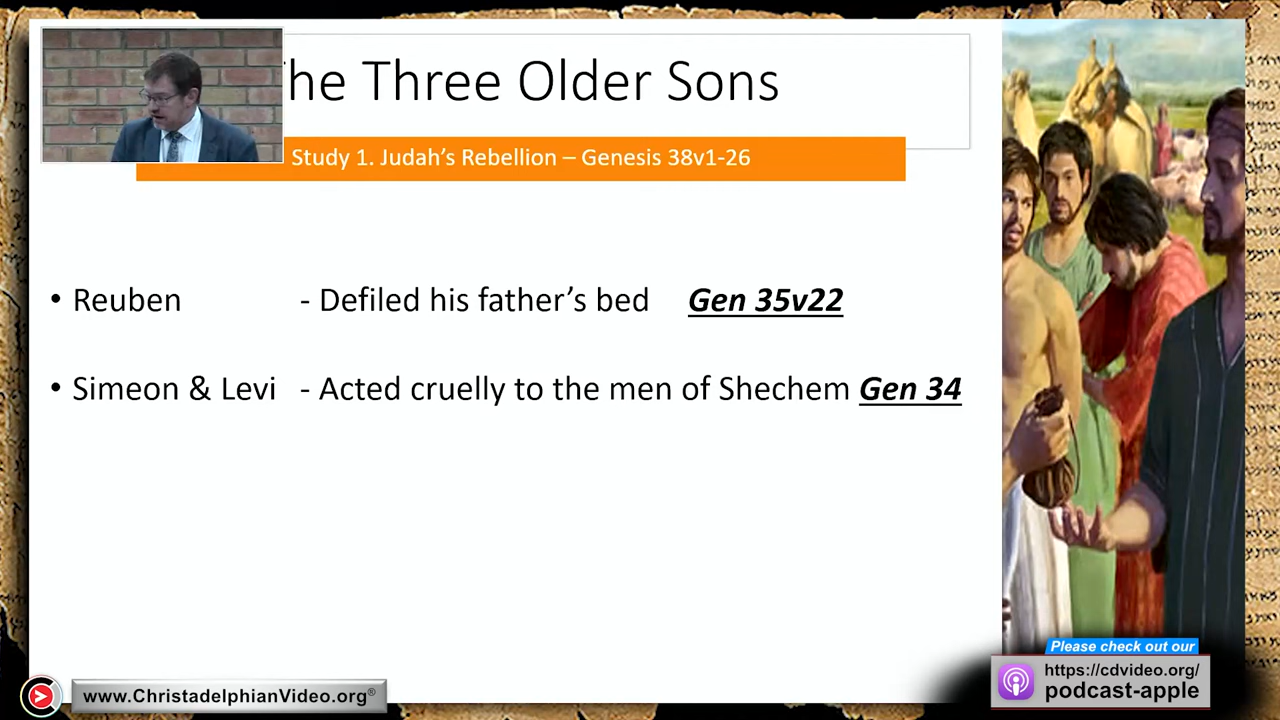 he Three Older Sons
Study 1. Judah's Rebellion – Genesis 38v1-26
• Reuben - Defiled his father's bed Gen 35v22
• Simeon & Levi - Acted cruelly to the men of Shechem Gen 34
Please check out our
https://cdvideo.org/
podcast-apple
www.ChristadelphianVideo.org®